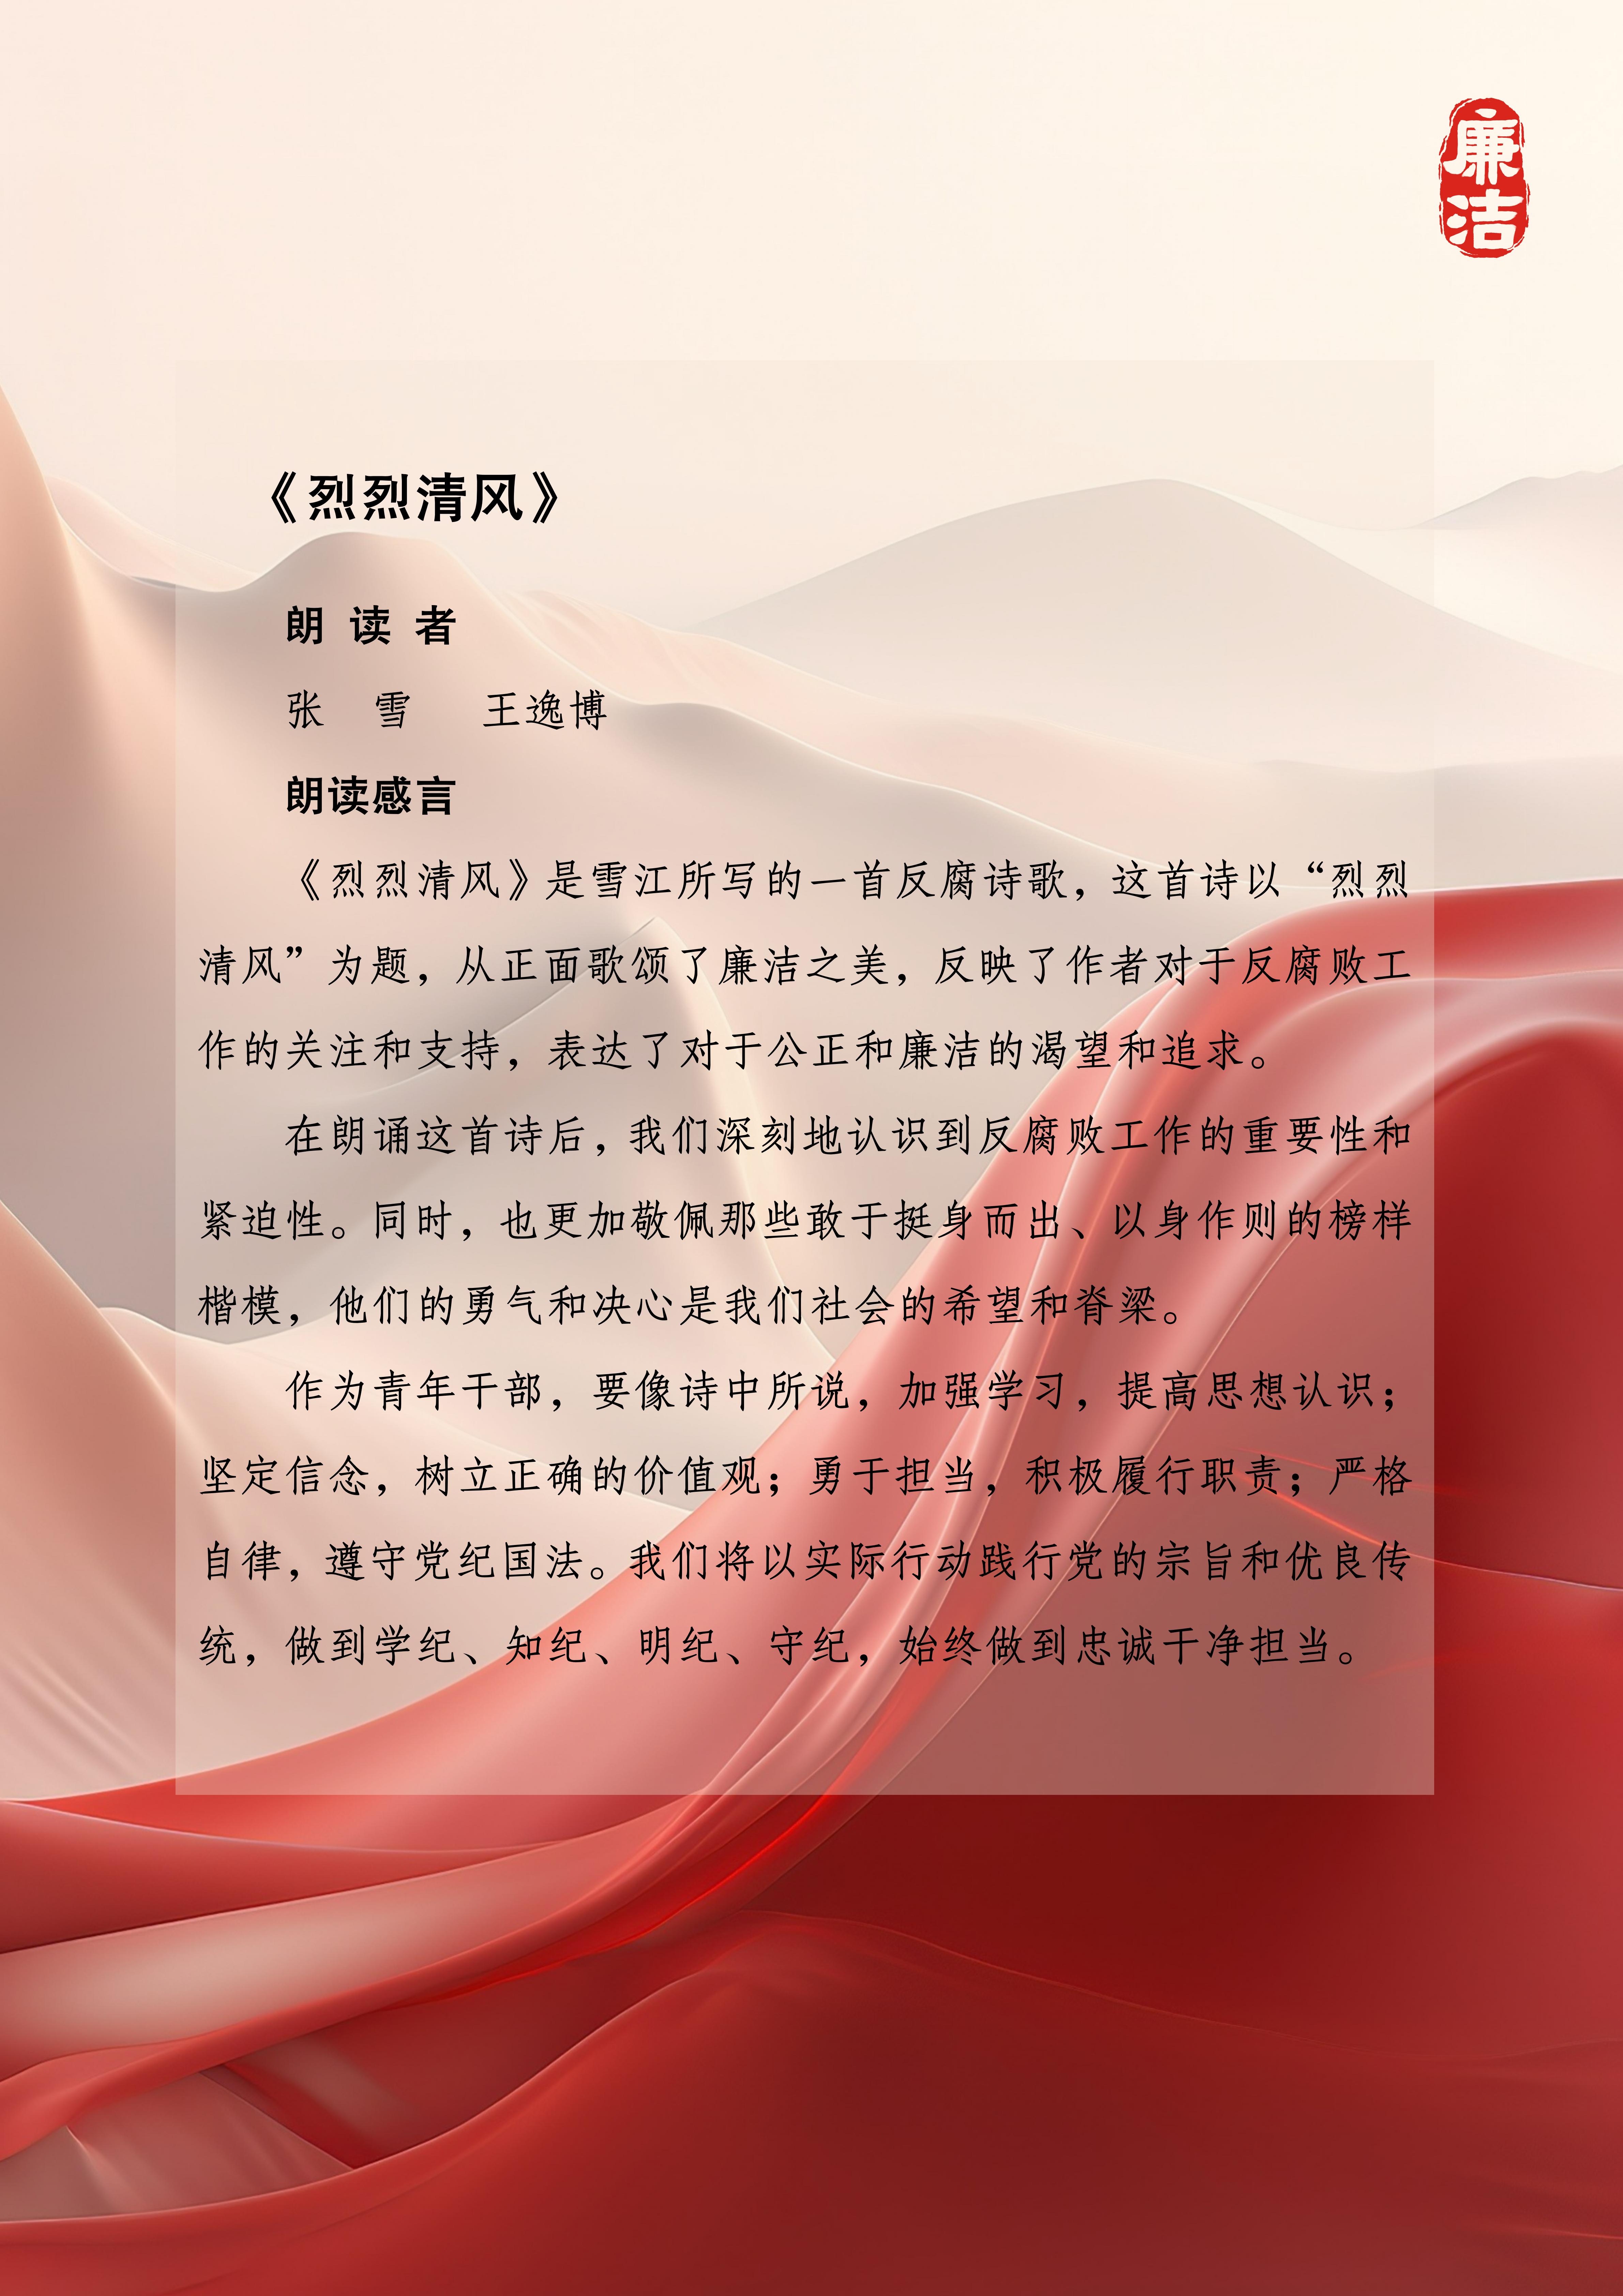 廉洁
《烈烈清风》
朗 读 者
张 雪 王逸博
朗读感言
《烈烈清风》是雪江所写的一首反腐诗歌，这首诗以“烈烈
清风”为题，从正面歌颂了廉洁之美，反映了作者对于反腐败工
作的关注和支持，表达了对于公正和廉洁的渴望和追求。
在朗诵这首诗后，我们深刻地认识到反腐败工作的重要性和
紧迫性。同时，也更加敬佩那些敢于挺身而出、以身作则的榜样
楷模，他们的勇气和决心是我们社会的希望和脊梁。
作为青年干部，要像诗中所说，加强学习，提高思想认识；
坚定信念，树立正确的价值观；勇于担当，积极履行职责；严格
自律，遵守党纪国法。我们将以实际行动践行党的宗旨和优良传
统，做到学纪、知纪、明纪、守纪，始终做到忠诚干净担当。